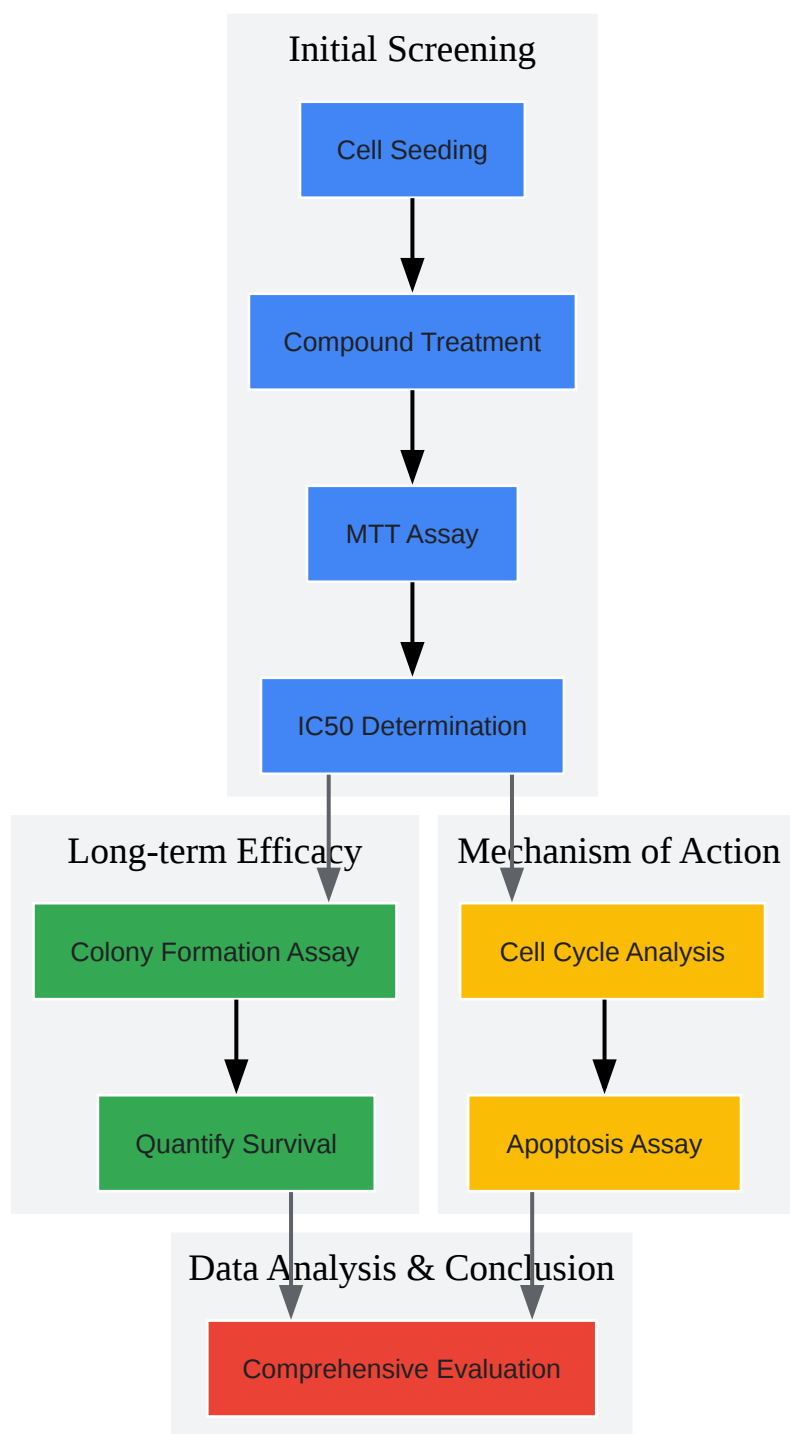 Initial Screening
Cell Seeding
Compound Treatment
MTT Assay
IC50 Determination
Long-term Efficacy
Colony Formation Assay
Quantify Survival
Mechanism of Action
Cell Cycle Analysis
Apoptosis Assay
Data Analysis & Conclusion
Comprehensive Evaluation